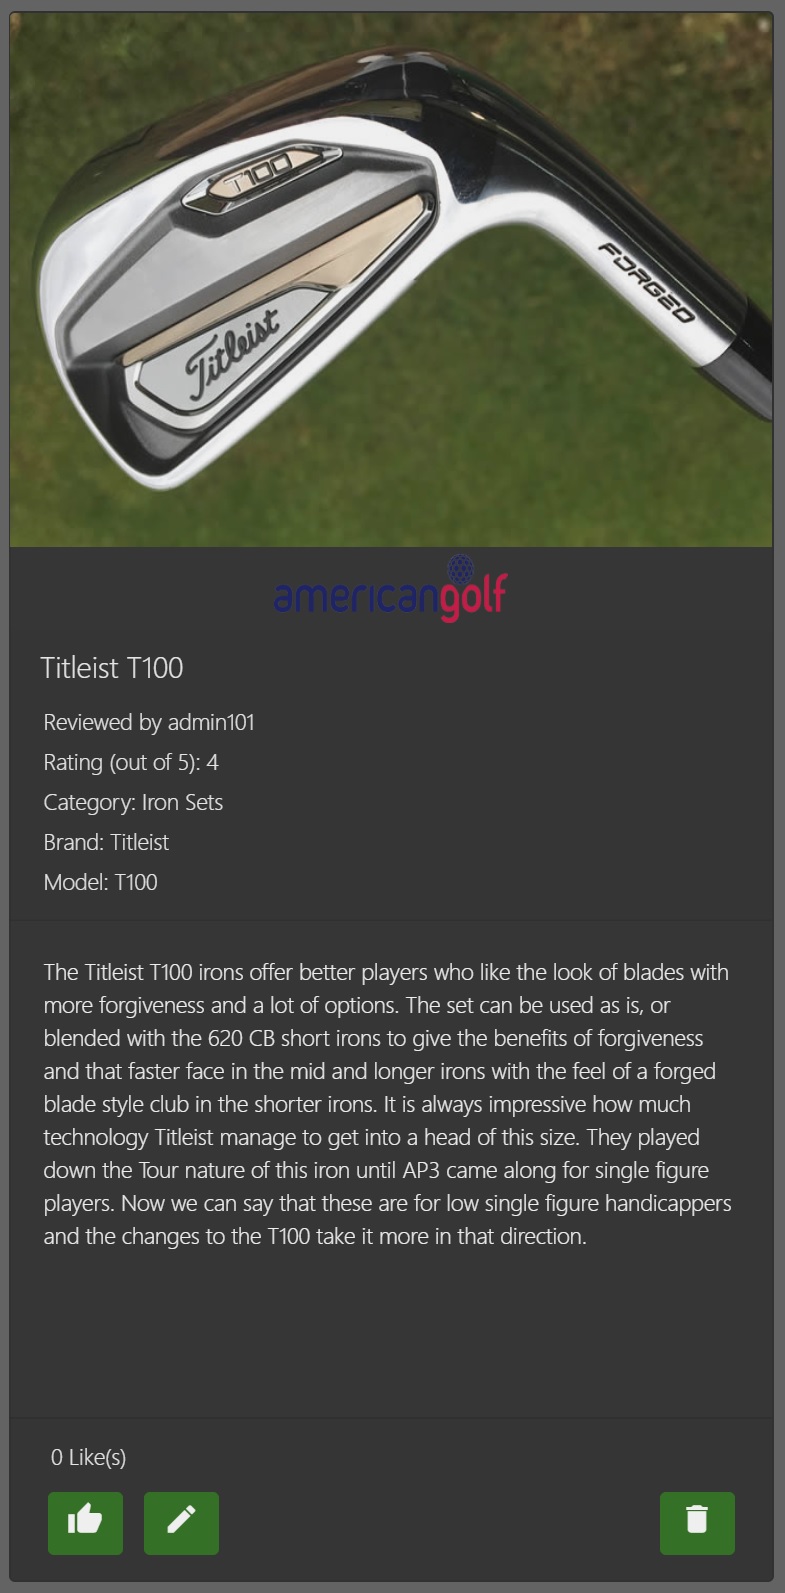 T100
FORGED
Titleist
americangolf
Titleist T100
Reviewed by admin101
Rating (out of 5): 4
Category: Iron Sets
Brand: Titleist
Model: T100
The Titleist T100 irons offer better players who like the look of blades with
more forgiveness and a lot of options. The set can be used as is, or
blended with the 620 CB short irons to give the benefits of forgiveness
and that faster face in the mid and longer irons with the feel of a forged
blade style club in the shorter irons. It is always impressive how much
technology Titleist manage to get into a head of this size. They played
down the Tour nature of this iron until AP3 came along for single figure
players. Now we can say that these are for low single figure handicappers
and the changes to the T100 take it more in that direction.
0 Like(s)